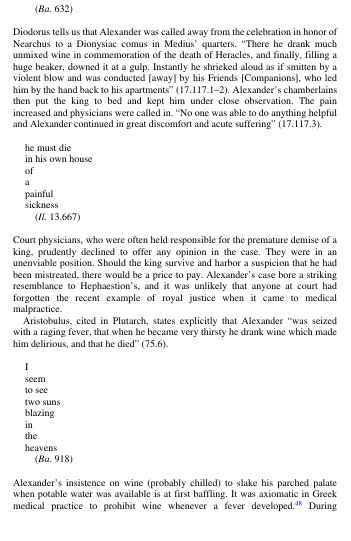 (Ba. 632)
Diodorus tells us that Alexander was called away from the celebration in honor of
Nearchus to a Dionysiac comus in Medius' quarters. “There he drank much
unmixed wine in commemoration of the death of Heracles, and finally, filling a
huge beaker, downed it at a gulp. Instantly he shrieked aloud as if smitten by a
violent blow and was conducted [away] by his Friends [Companions], who led
him by the hand back to his apartments” (17.117.1–2). Alexander's chamberlains
then put the king to bed and kept him under close observation. The pain
increased and physicians were called in. “No one was able to do anything helpful
and Alexander continued in great discomfort and acute suffering” (17.117.3).
he must die
in his own house
of
a
painful
sickness
(Il. 13.667)
Court physicians, who were often held responsible for the premature demise of a
king, prudently declined to offer any opinion in the case. They were in an
unenviable position. Should the king survive and harbor a suspicion that he had
been mistreated, there would be a price to pay. Alexander's case bore a striking
resemblance to Hephaestion's, and it was unlikely that anyone at court had
forgotten the recent example of royal justice when it came to medical
malpractice.
Aristobulus, cited in Plutarch, states explicitly that Alexander “was seized
with a raging fever, that when he became very thirsty he drank wine which made
him delirious, and that he died” (75.6).
I
seem
to see
two suns
blazing
in
the
heavens
(Ba. 918)
Alexander's insistence on wine (probably chilled) to slake his parched palate
when potable water was available is at first baffling. It was axiomatic in Greek
medical practice to prohibit wine whenever a fever developed.48 During